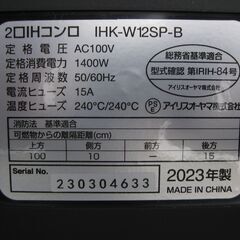 2口IHコンロ IHK-W12SP-B
定格電圧 AC100V
定格消費電力 1400W
定格周波数 50/60Hz
電流ヒューズ 15A
温度ヒューズ 240℃/240℃
総務省基準適合
型式確認 第IRIH-84号
PSE アイリスオーヤマ株式会社
消防法 基準適合
可燃物からの離隔距離(cm)
上方 側方 前方 後方
100 10 － 15
Serial No.
230304633
2023年製
MADE IN CHINA